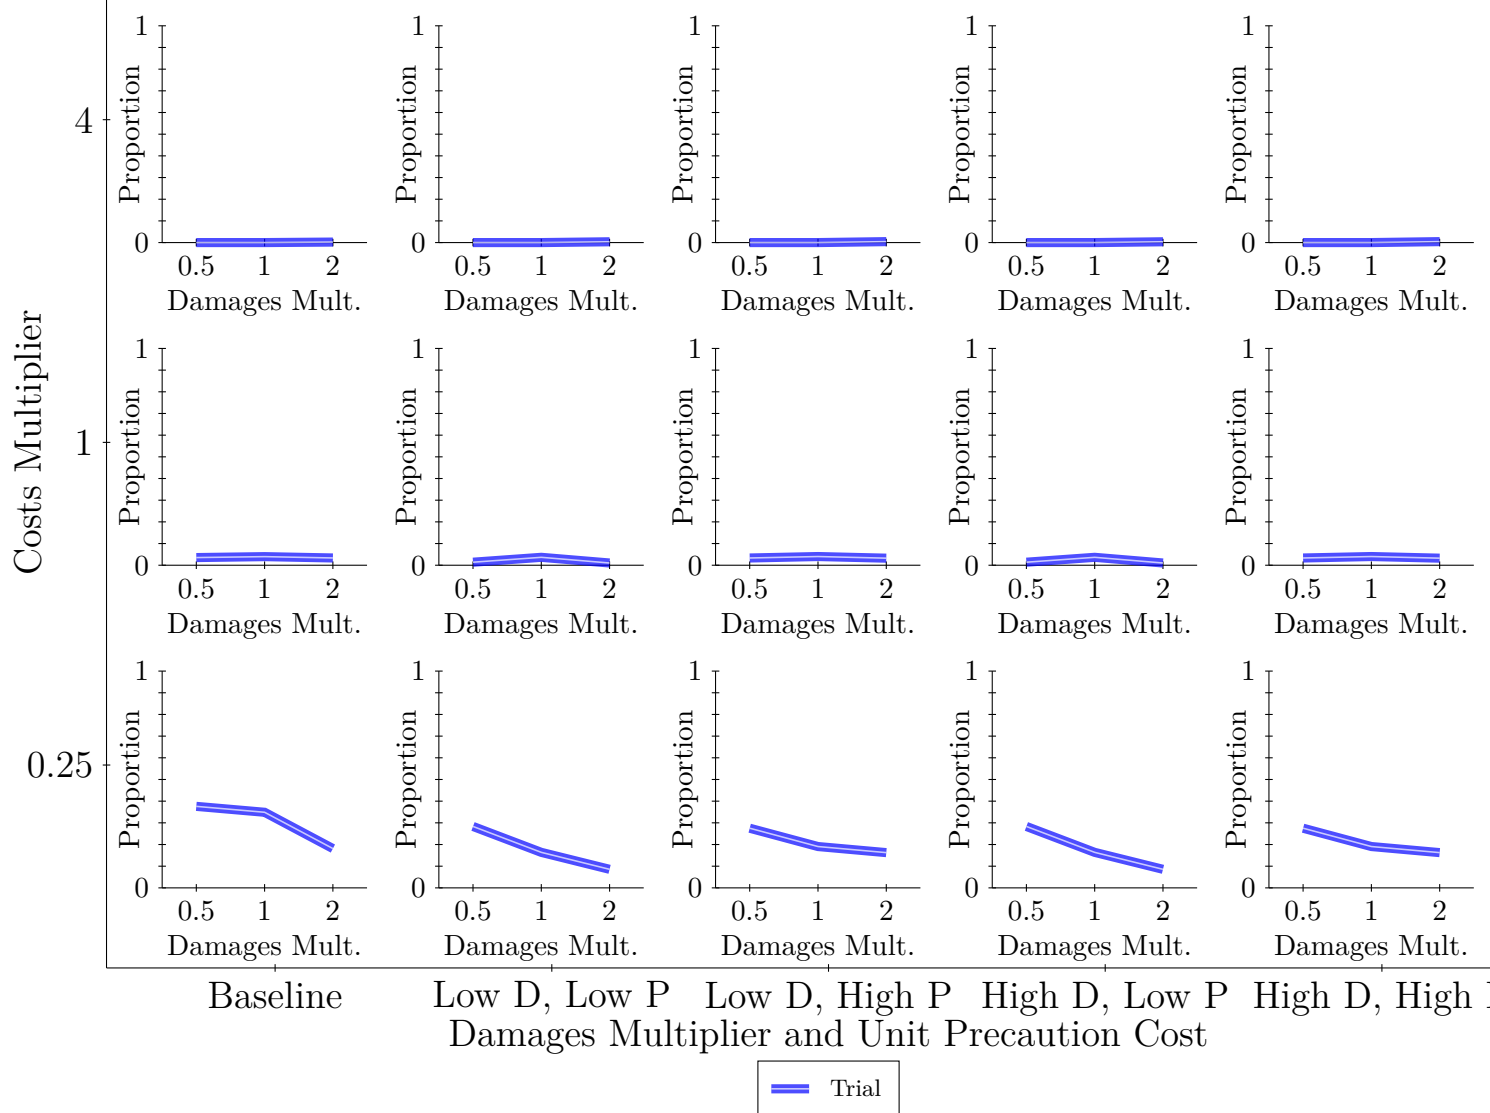 Costs Multiplier
4
1
Proportion
0
0.5 1 2
Damages Mult.
1
Proportion
0
0.5 1 2
Damages Mult.
1
Proportion
0
0.5 1 2
Damages Mult.
1
Proportion
0
0.5 1 2
Damages Mult.
1
Proportion
0
0.5 1 2
Damages Mult.
1
1
Proportion
0
0.5 1 2
Damages Mult.
1
Proportion
0
0.5 1 2
Damages Mult.
1
Proportion
0
0.5 1 2
Damages Mult.
1
Proportion
0
0.5 1 2
Damages Mult.
1
Proportion
0
0.5 1 2
Damages Mult.
0.25
1
Proportion
0
0.5 1 2
Damages Mult.
1
Proportion
0
0.5 1 2
Damages Mult.
1
Proportion
0
0.5 1 2
Damages Mult.
1
Proportion
0
0.5 1 2
Damages Mult.
1
Proportion
0
0.5 1 2
Damages Mult.
Baseline
Low D, Low P
Low D, High P
High D, Low P
High D, High
Damages Multiplier and Unit Precaution Cost
Trial